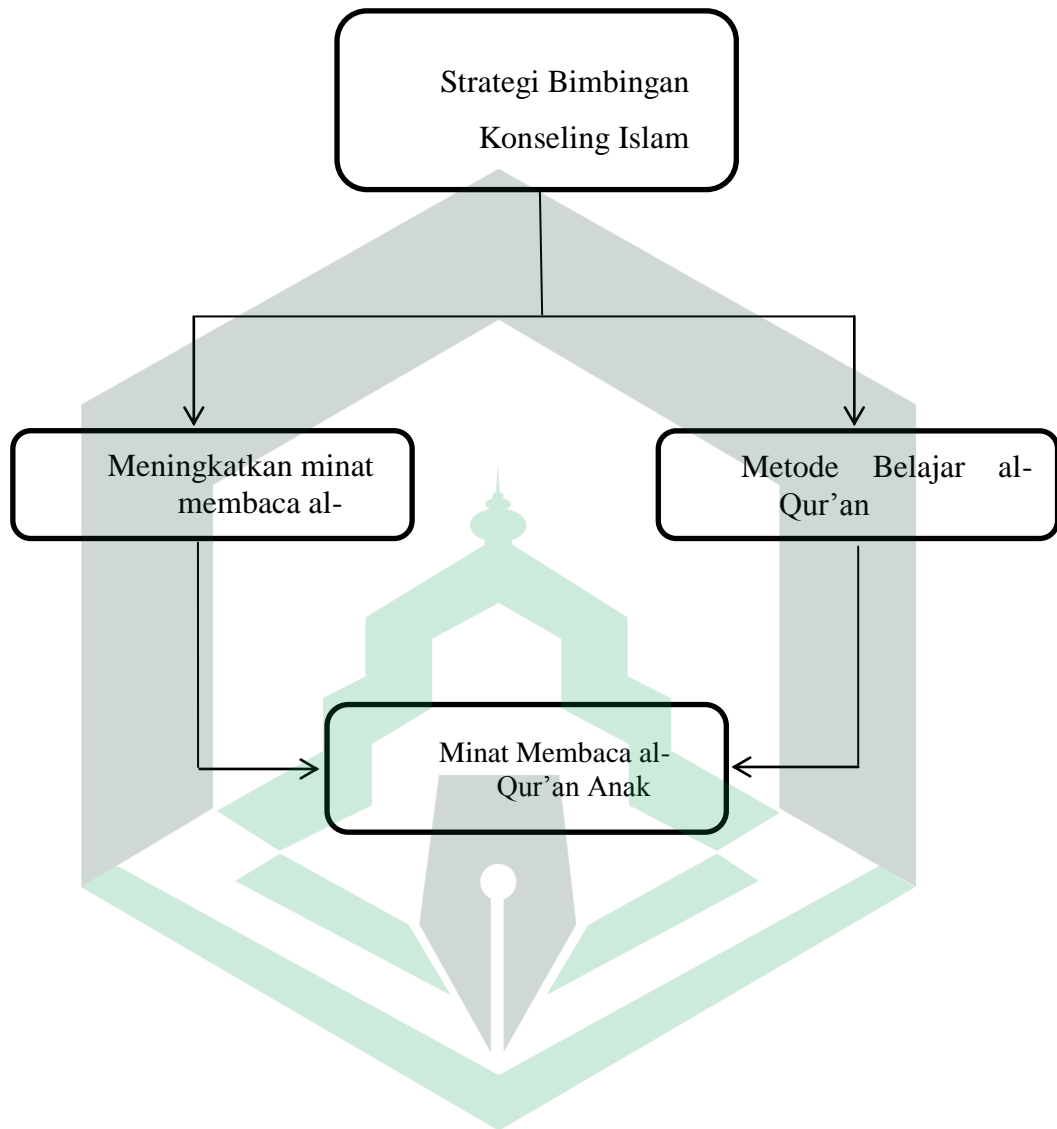 Strategi Bimbingan
Konseling Islam
Meningkatkan minat
membaca al-
Metode Belajar al-
Qur’an
Minat Membaca al-
Qur’an Anak